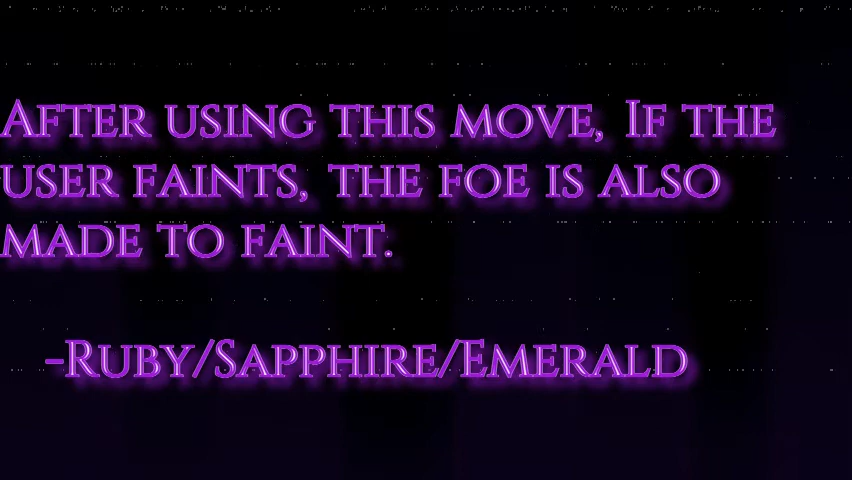 After using this move, If the
user faints, the foe is also
made to faint.
-Ruby/Sapphire/Emerald